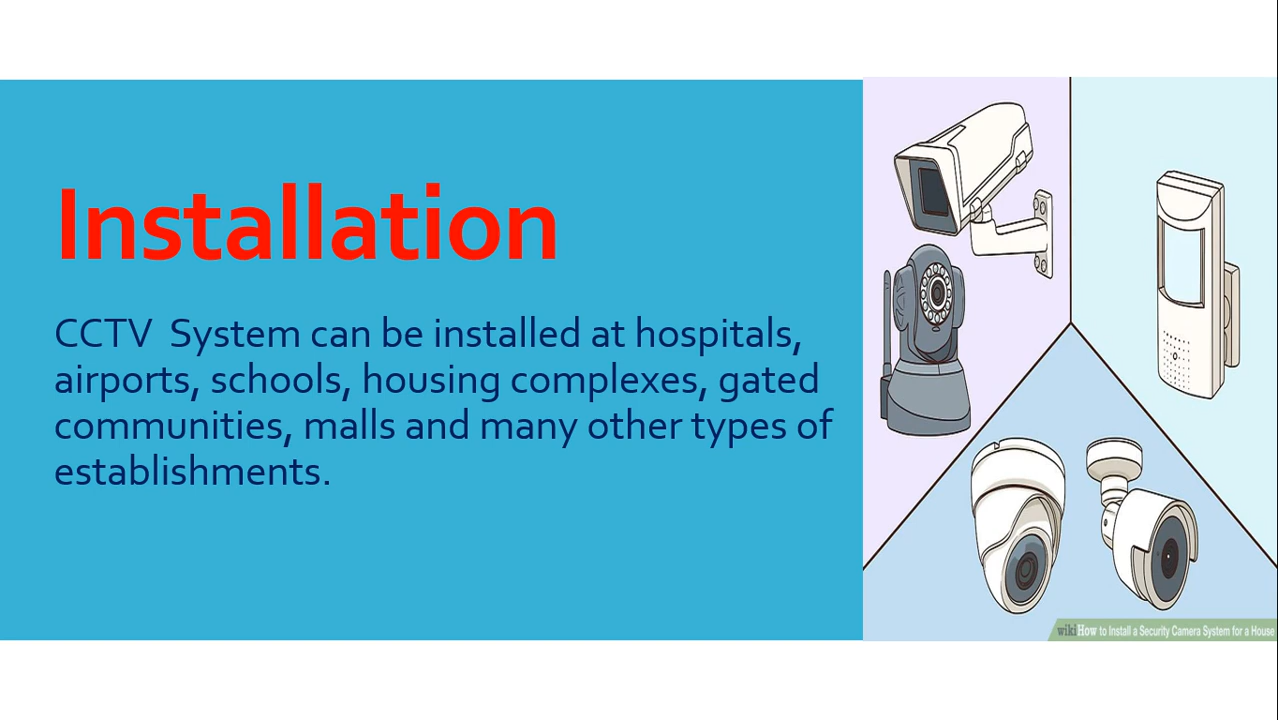 Installation
CCTV  System can be installed at hospitals,
airports, schools, housing complexes, gated
communities, malls and many other types of
establishments.
wikiHow to Install a Security Camera System for a House